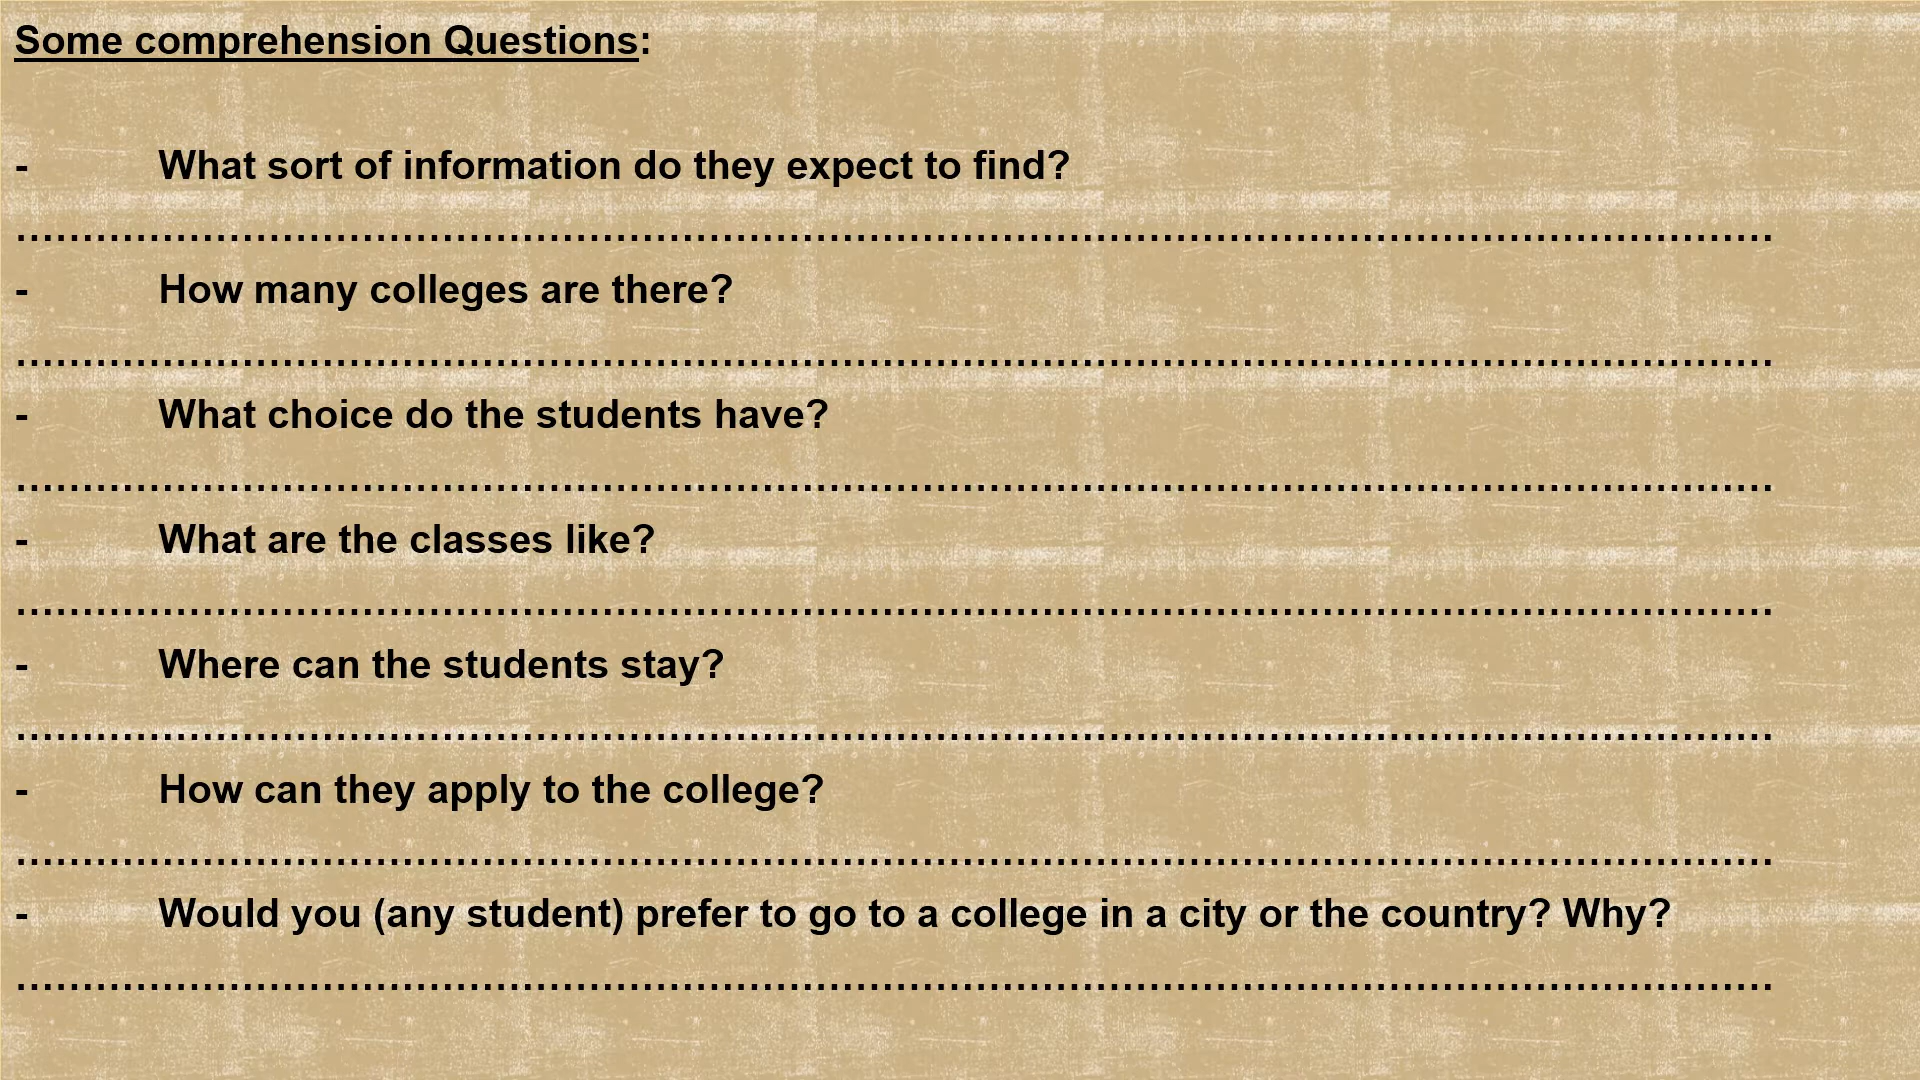 Some comprehension Questions:
- What sort of information do they expect to find?
....................................................................................................................................
- How many colleges are there?
....................................................................................................................................
- What choice do the students have?
....................................................................................................................................
- What are the classes like?
....................................................................................................................................
- Where can the students stay?
....................................................................................................................................
- How can they apply to the college?
....................................................................................................................................
- Would you (any student) prefer to go to a college in a city or the country? Why?
....................................................................................................................................